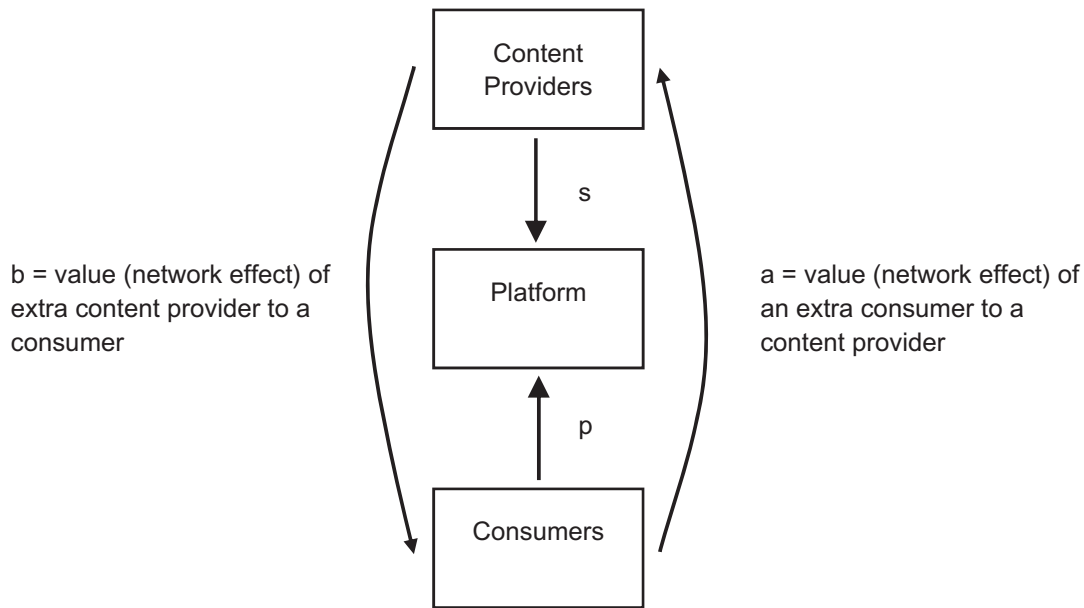 Content
Providers
s
b = value (network effect) of
extra content provider to a
consumer
Platform
a = value (network effect) of
an extra consumer to a
content provider
p
Consumers